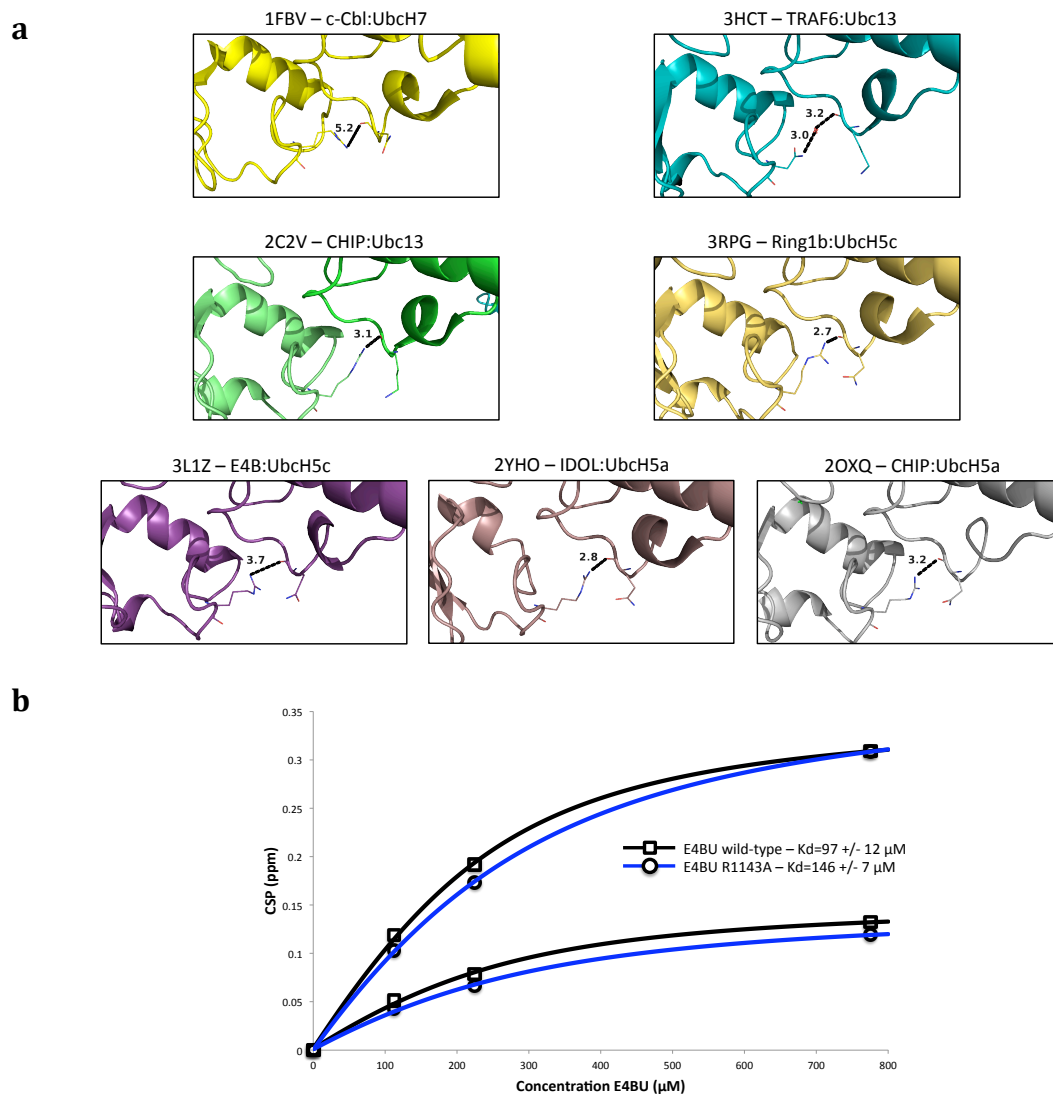 a
1FBV – c-Cbl:UbcH7
3HCT – TRAF6:Ubc13
5.2
3.2
3.0
2C2V – CHIP:Ubc13
3RPG – Ring1b:UbcH5c
3.1
2.7
3L1Z – E4B:UbcH5c
2YHO – IDOL:UbcH5a
2OXQ – CHIP:UbcH5a
3.7
2.8
3.2
b
0.35
0.3
0.25
0.2
0.15
0.1
0.05
0
CSP (ppm)
E4BU wild-type – Kd=97 +/- 12 µM
E4BU R1143A – Kd=146 +/- 7 µM
0 100 200 300 400 500 600 700 800
Concentration E4BU (µM)